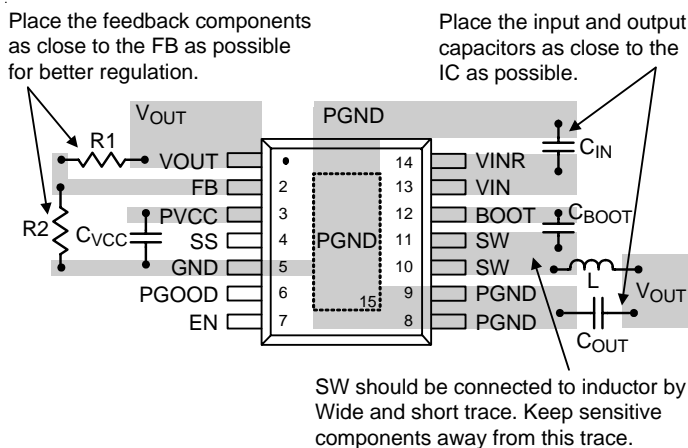 Place the feedback components
as close to the FB as possible
for better regulation.
Place the input and output
capacitors as close to the
IC as possible.
VOUT
PGND
R1
CIN
VOUT
14
VINR
FB
2
13
VIN
PVCC
3
12
BOOT
CBOOT
R2
CVCC
SS
4
PGND
11
SW
GND
5
10
SW
L
PGOOD
6
15
9
PGND
VOUT
EN
7
8
PGND
COUT
SW should be connected to inductor by
Wide and short trace. Keep sensitive
components away from this trace.